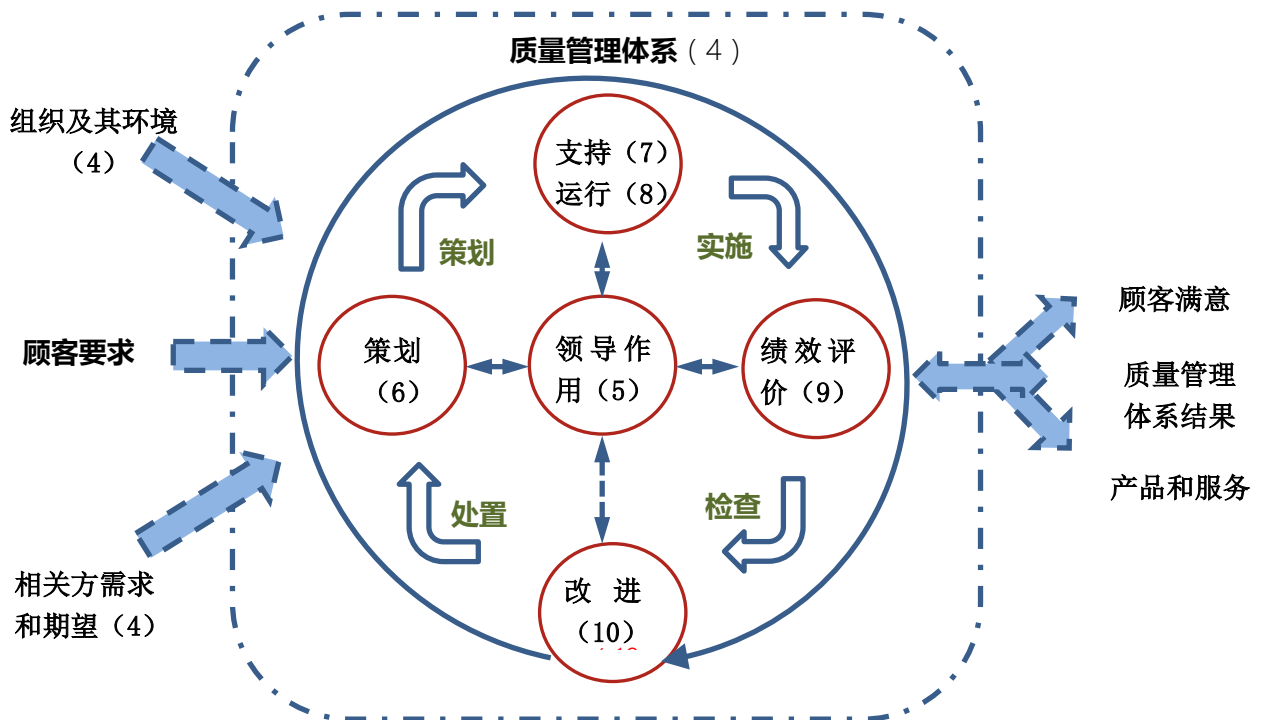 质量管理体系（4）
组织及其环境
（4）
支持（7）
运行（8）
策划
实施
顾客要求
策划
（6）
领导作
用（5）
绩效评
价（9）
顾客满意
质量管理
体系结果
产品和服务
处置
检查
改 进
（10）
相关方需求
和期望（4）